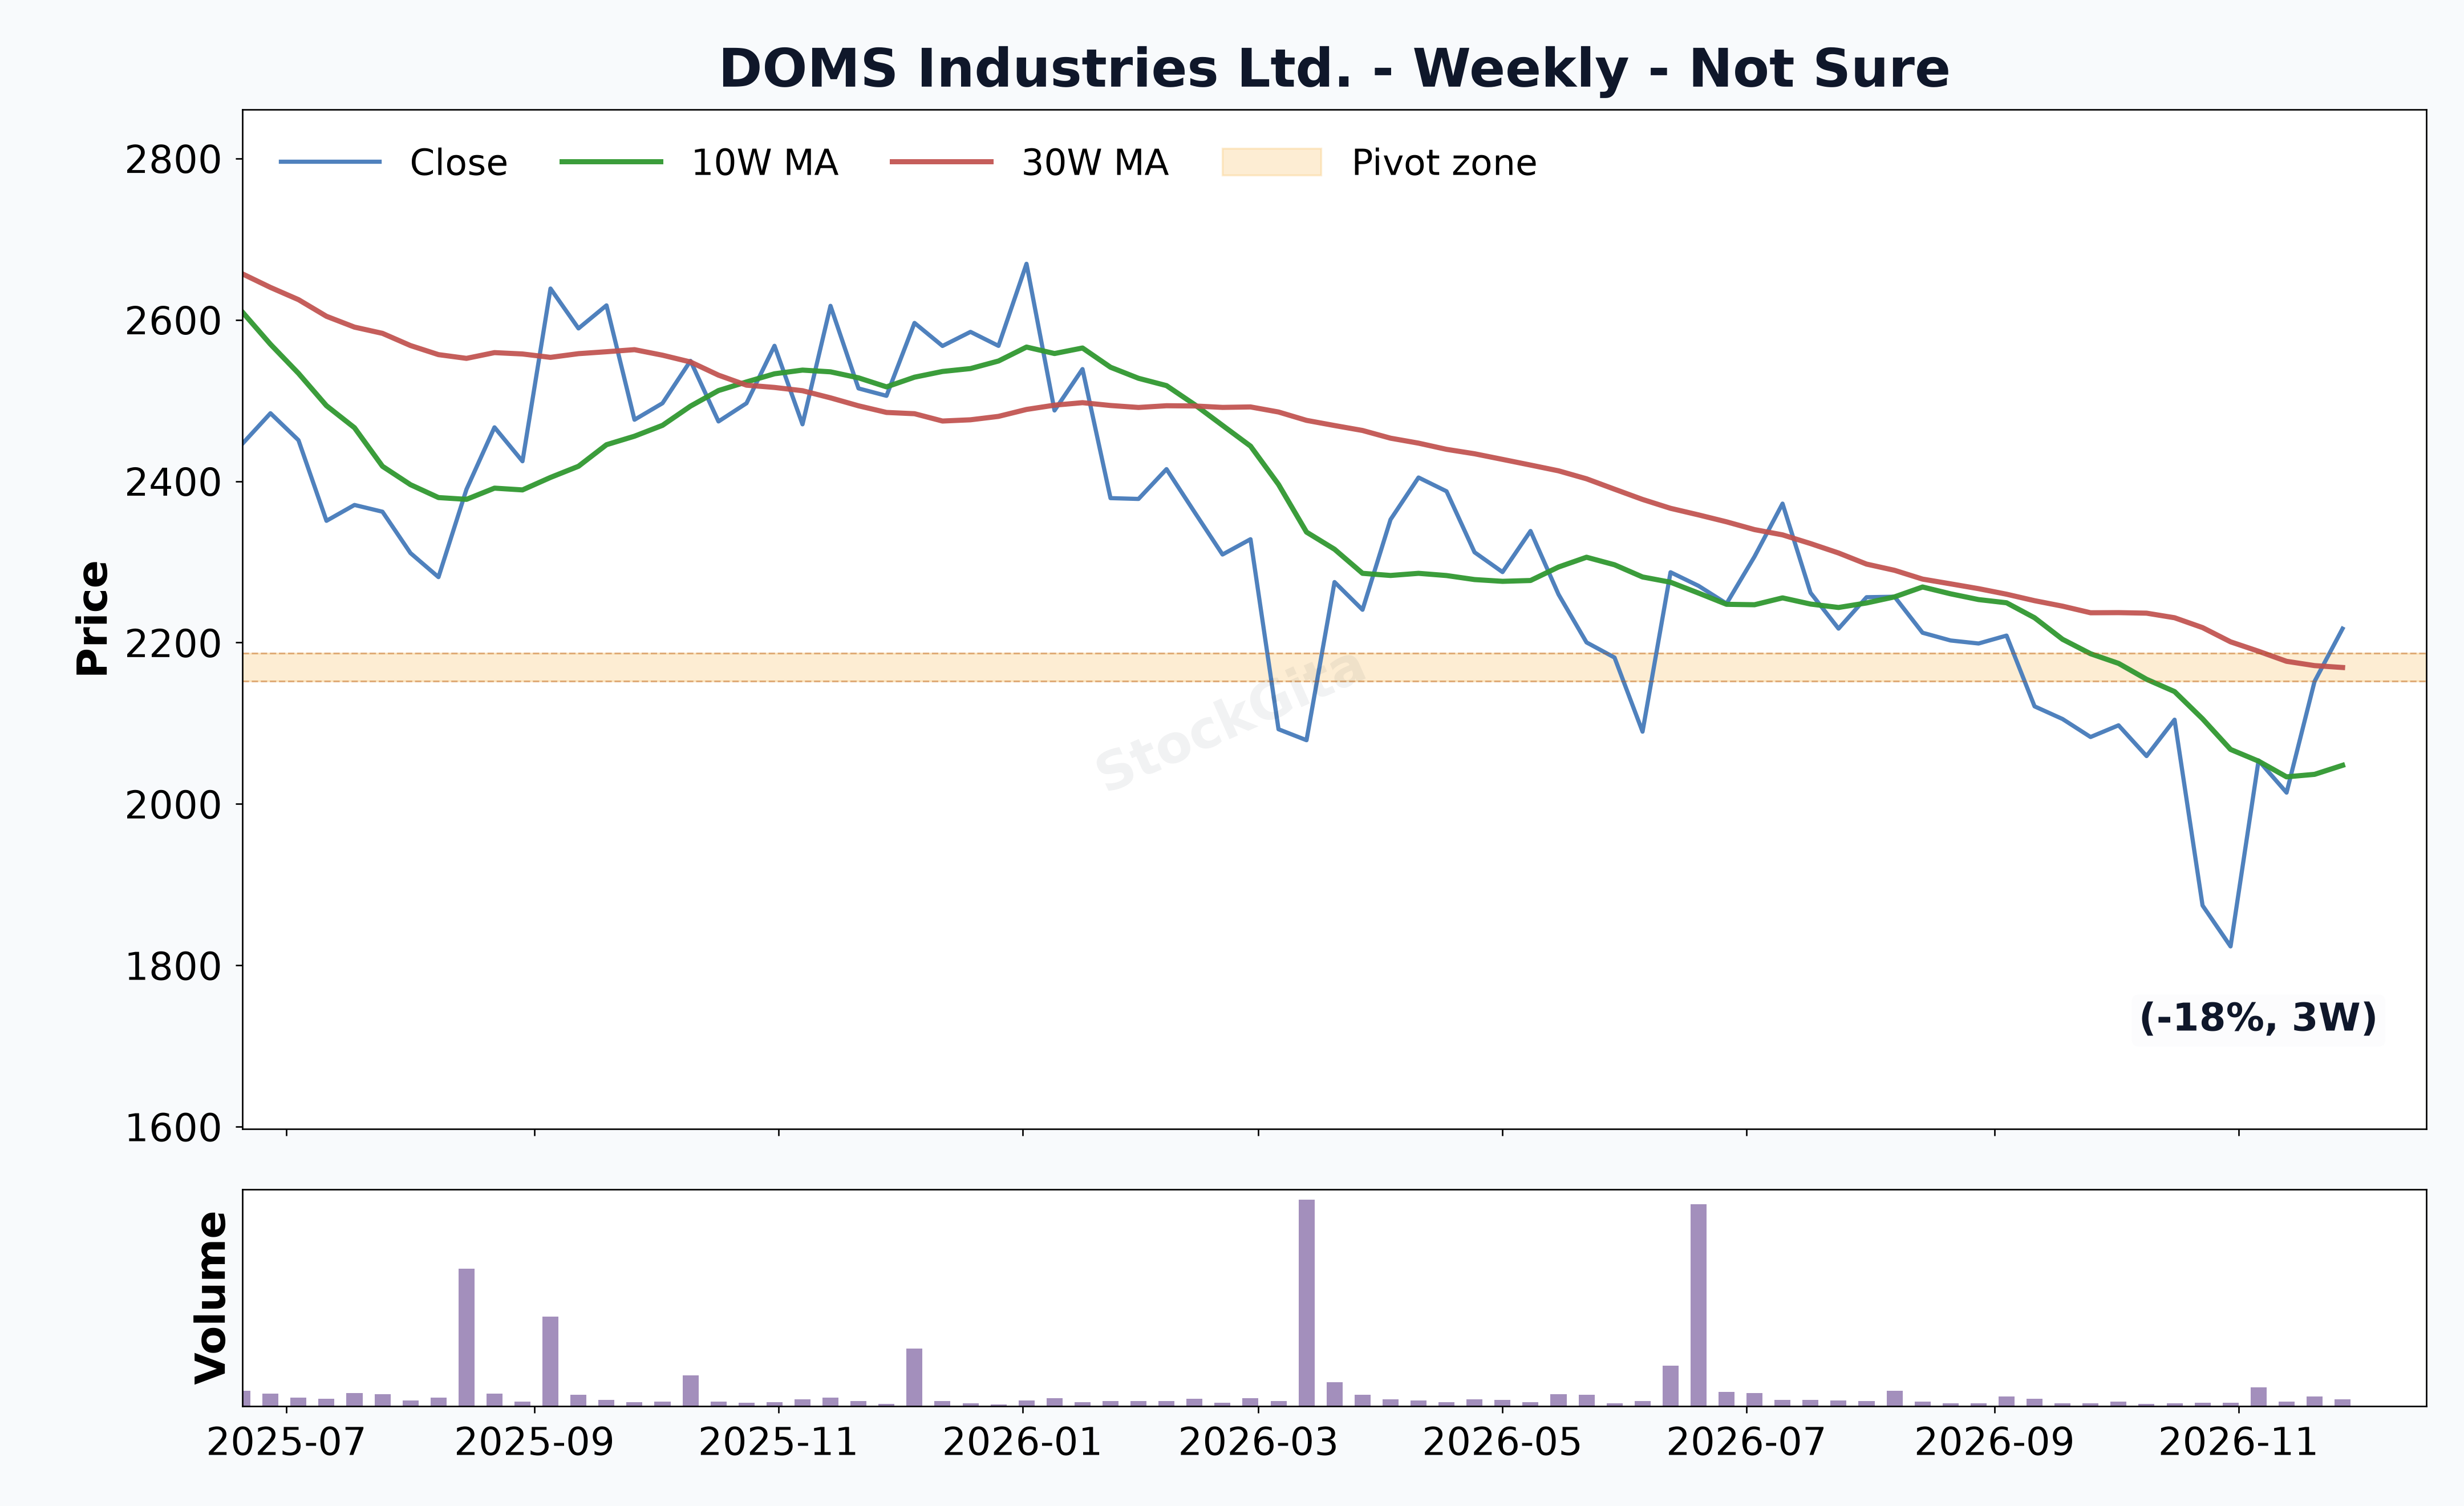 DOMS Industries Ltd. - Weekly - Not Sure
Close 10W MA 30W MA Pivot zone
2800
2600
2400
2200
2000
1800
1600
Price
StockGita
(-18%, 3W)
Volume
2025-07 2025-09 2025-11 2026-01 2026-03 2026-05 2026-07 2026-09 2026-11